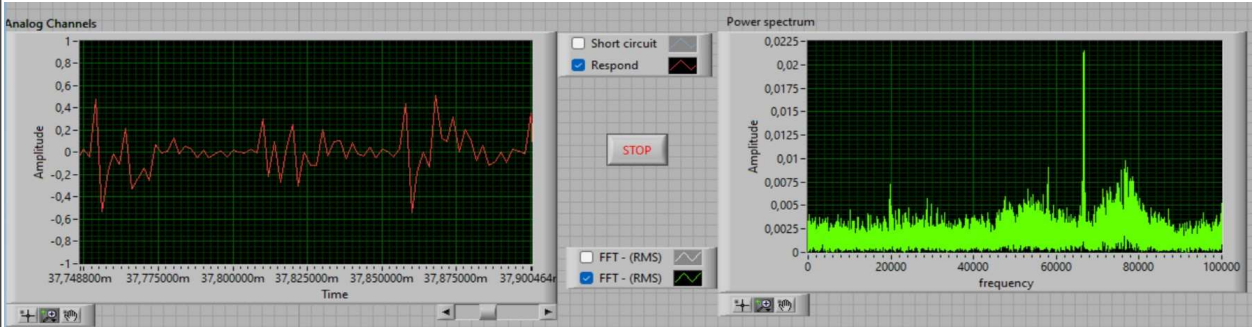 Analog Channels
Amplitude
1
0,8
0,6
0,4
0,2
0
-0,2
-0,4
-0,6
-0,8
-1
37,748800m 37,775000m 37,800000m 37,825000m 37,850000m 37,875000m 37,900464m
Time
Short circuit
Respond
STOP
FFT - (RMS)
FFT - (RMS)
Power spectrum
Amplitude
0,0225
0,02
0,0175
0,015
0,0125
0,01
0,0075
0,005
0,0025
0
0 20000 40000 60000 80000 100000
frequency